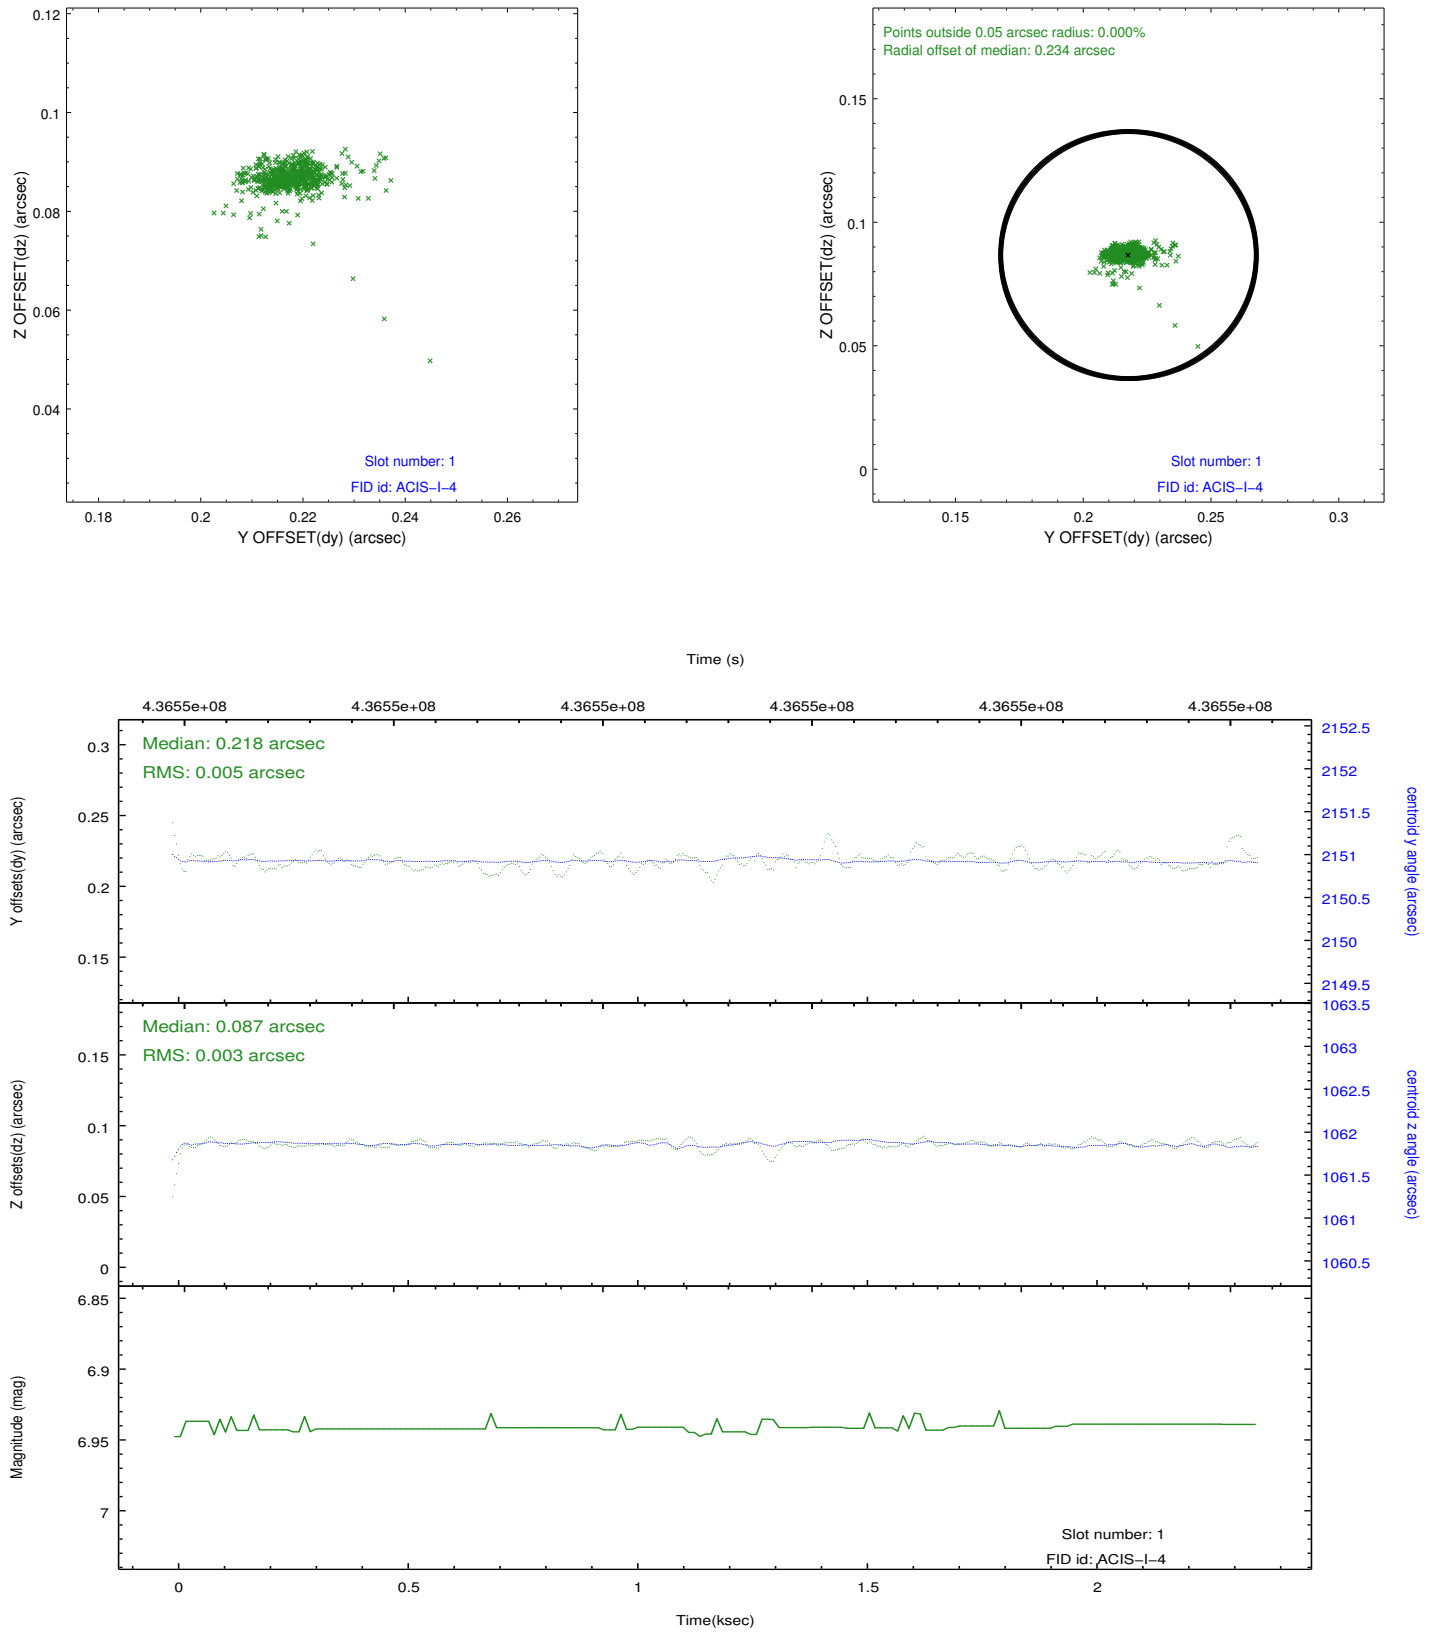 0.12
0.1
0.08
0.06
0.04
Z OFFSET(dz) (arcsec)
Slot number: 1
FID id: ACIS−I−4
0.18 0.2 0.22 0.24 0.26
Y OFFSET(dy) (arcsec)
Points outside 0.05 arcsec radius: 0.000%
Radial offset of median: 0.234 arcsec
0.15
0.1
0.05
0
Z OFFSET(dz) (arcsec)
Slot number: 1
FID id: ACIS−I−4
0.15 0.2 0.25 0.3
Y OFFSET(dy) (arcsec)
Time (s)
4.3655e+08 4.3655e+08 4.3655e+08 4.3655e+08 4.3655e+08 4.3655e+08
Median: 0.218 arcsec
RMS: 0.005 arcsec
0.3
0.25
0.2
0.15
Y offsets(dy) (arcsec)
2152.5
2152
2151.5
2151
2150.5
2150
2149.5
centroid y angle (arcsec)
Median: 0.087 arcsec
RMS: 0.003 arcsec
0.15
0.1
0.05
0
Z offsets(dz) (arcsec)
1063.5
1063
1062.5
1062
1061.5
1061
1060.5
centroid z angle (arcsec)
6.85
6.9
6.95
7
Magnitude (mag)
Slot number: 1
FID id: ACIS−I−4
0 0.5 1 1.5 2
Time(ksec)